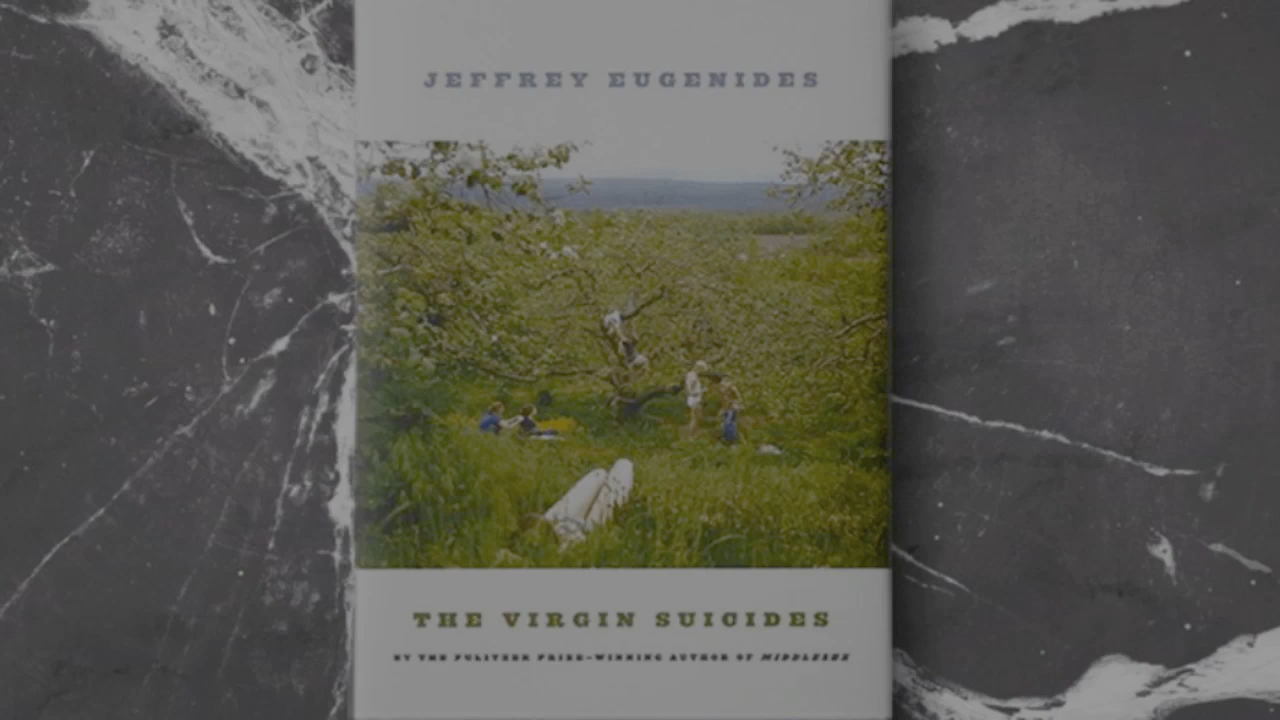 JEFFREY EUGENIDES
THE VIRGIN SUICIDES
BY THE PULITZER PRIZE-WINNING AUTHOR OF MIDDLESEX